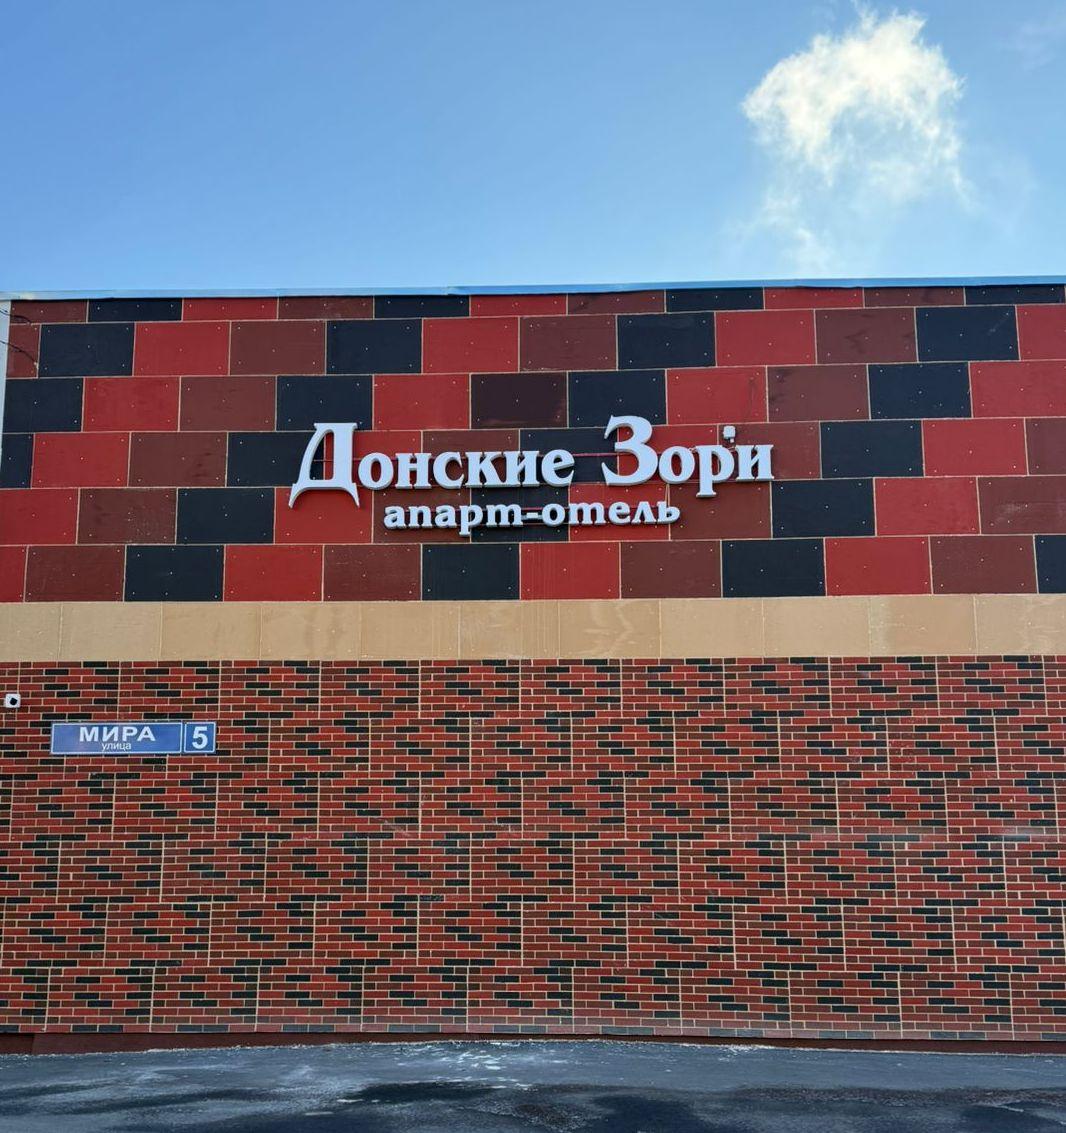 Донские Зори
апарт-отель
МИРА 5
улица